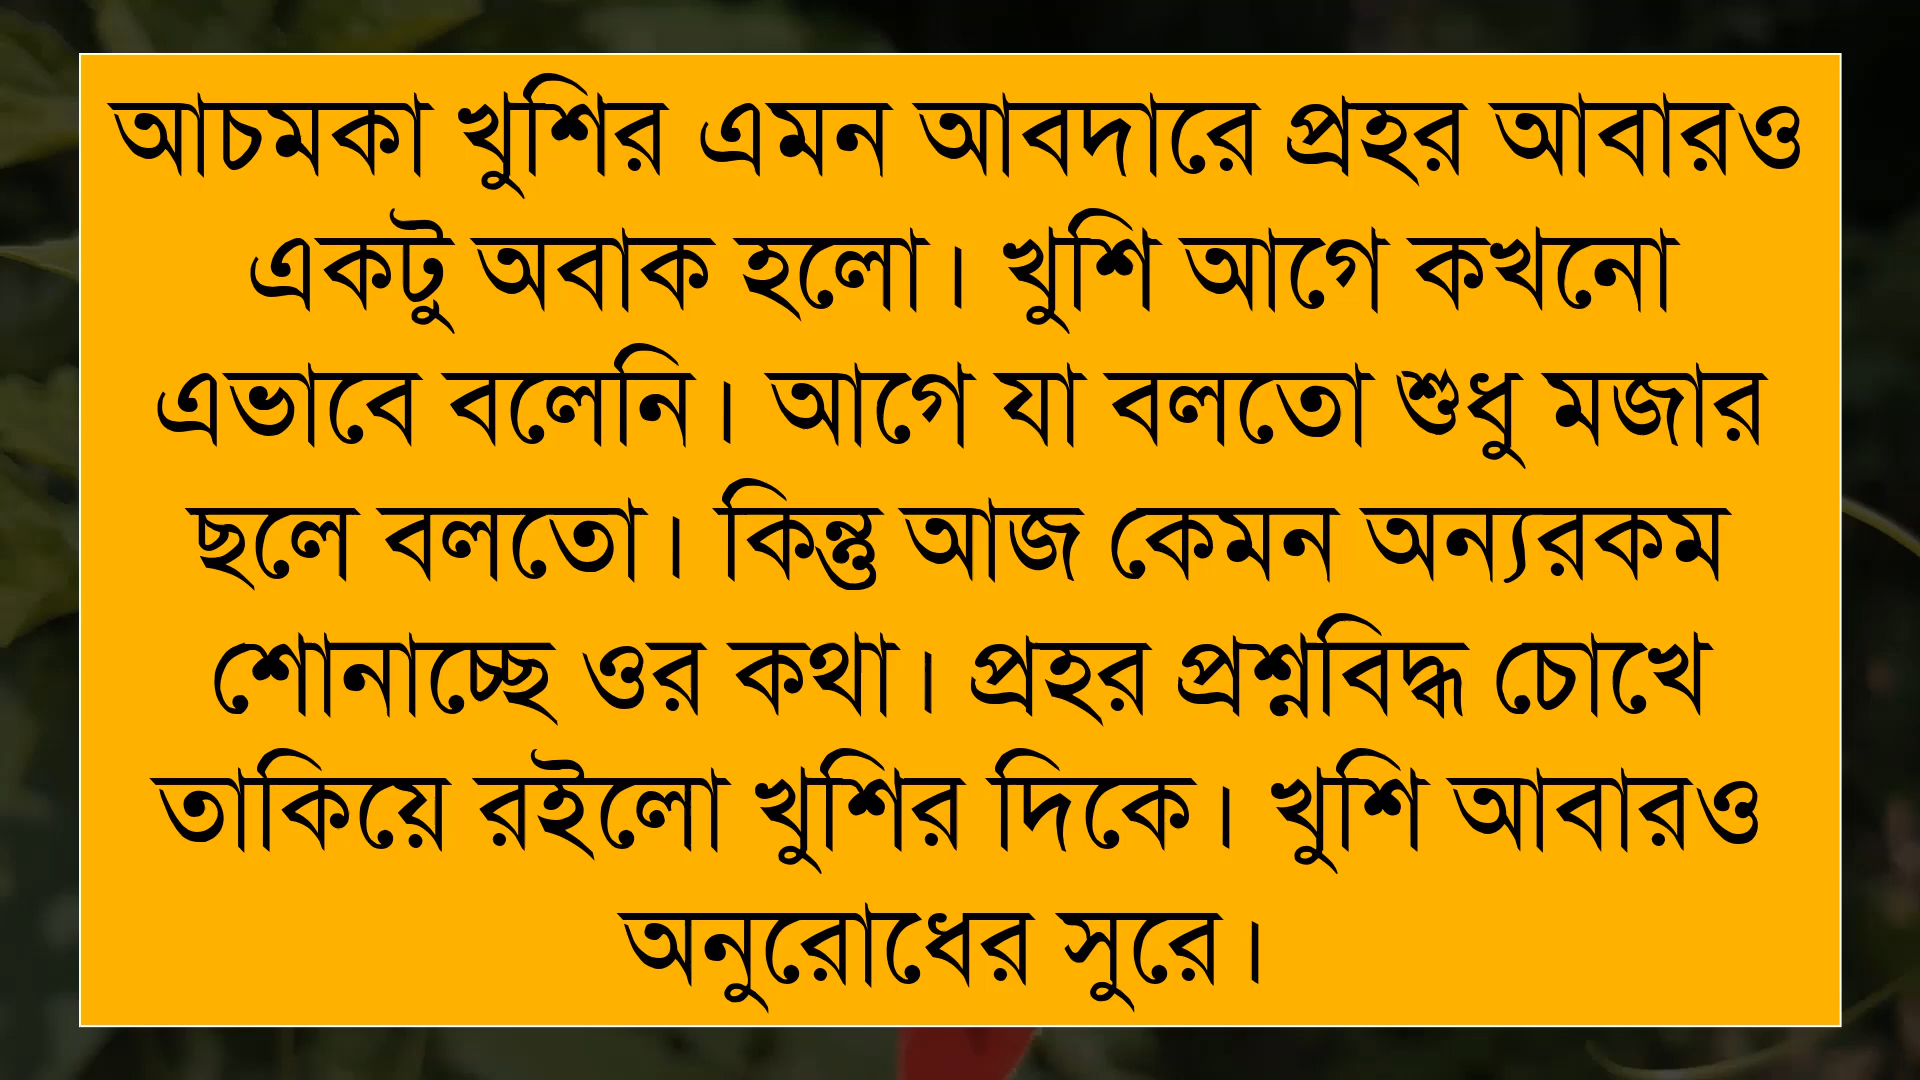 আচমকা খুশির এমন আবদারে প্রহর আবারও
একটু অবাক হলো। খুশি আগে কখনো
এভাবে বলেনি। আগে যা বলতো শুধু মজার
ছলে বলতো। কিন্তু আজ কেমন অন্যরকম
শোনাচ্ছে ওর কথা। প্রহর প্রশ্নবিদ্ধ চোখে
তাকিয়ে রইলো খুশির দিকে। খুশি আবারও
অনুরোধের সুরে।